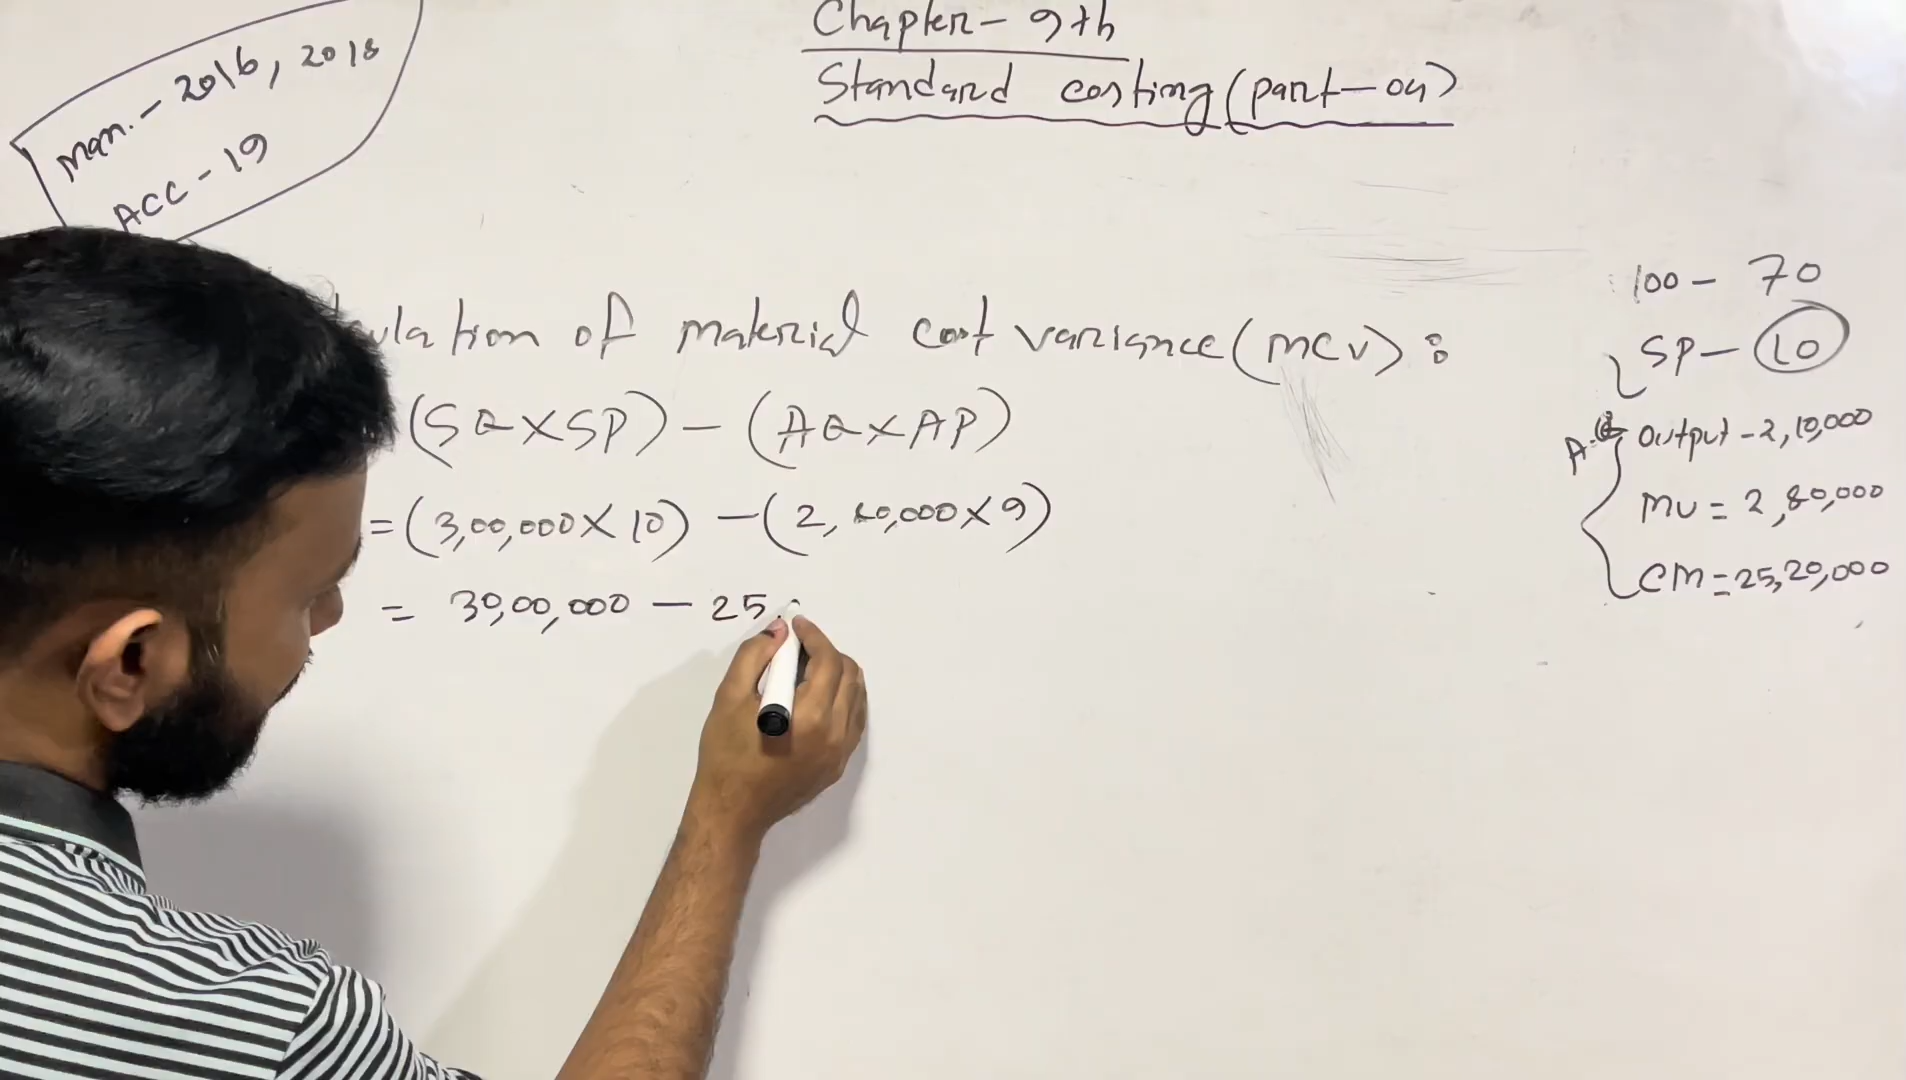 Man. - 2016, 2018
ACC - 19
Chapter - 9th
Standard costing (part - 04)
ulation of material cost variance (MCV) :
(SQ X SP) - (AQ X AP)
= (3,00,000 X 10) - (2,80,000 X 9)
= 30,00,000 - 25,
100 - 70
SP - 10
Output - 2,10,000
MU = 2,80,000
CM = 25,20,000